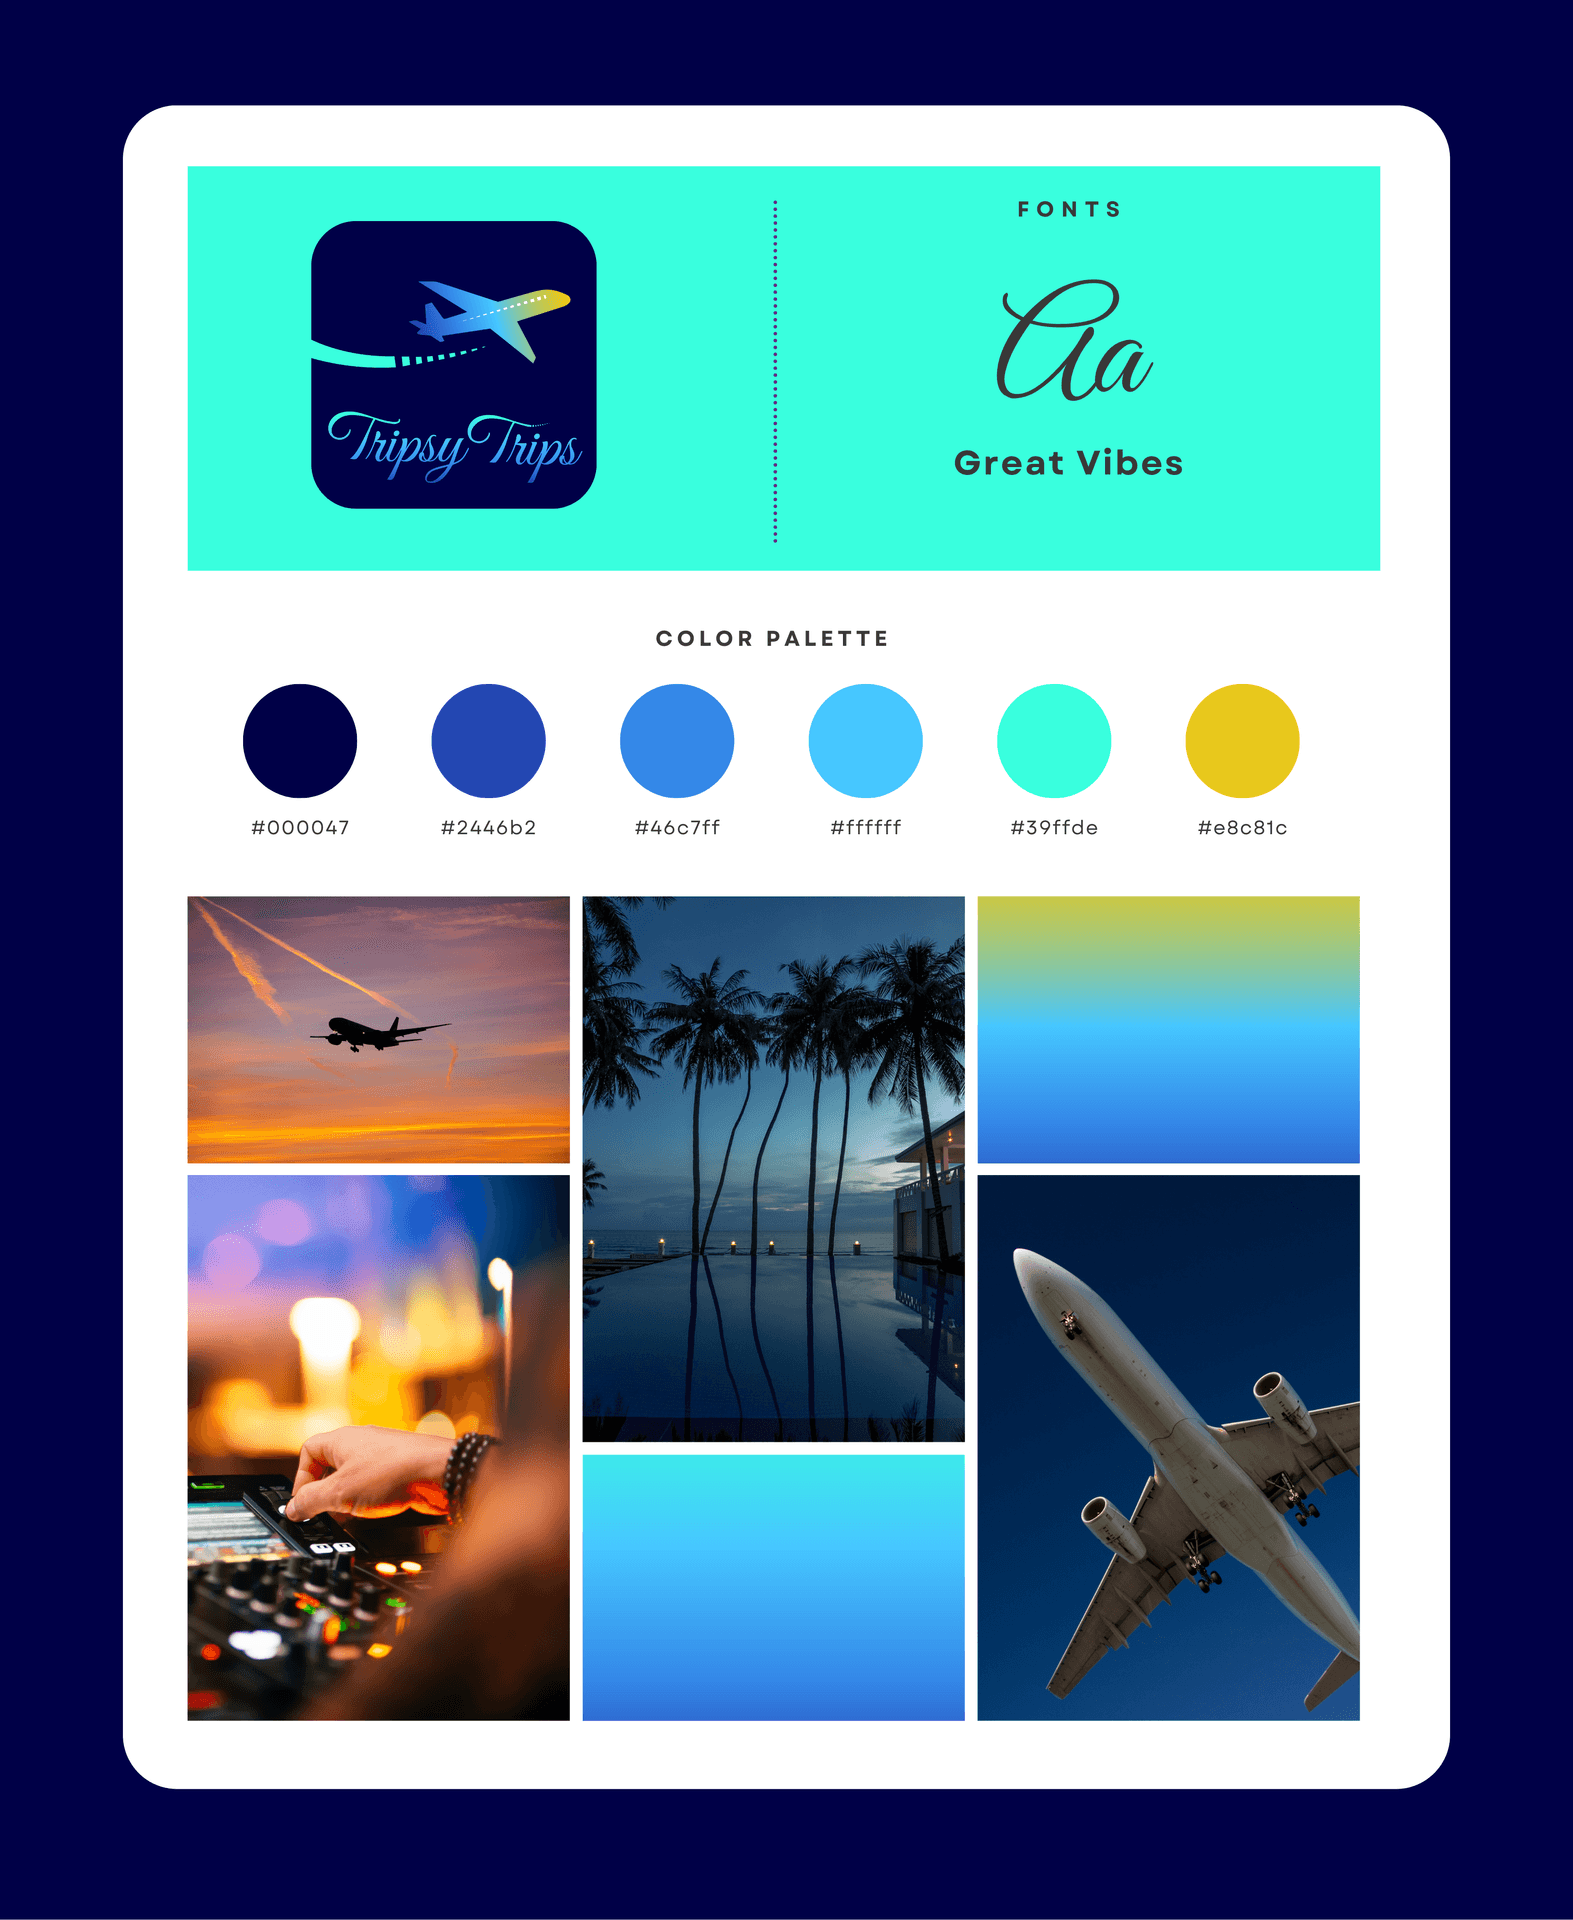 Tripsy Trips
FONTS
Aa
Great Vibes
COLOR PALETTE
#000047
#2446b2
#46c7ff
#ffffff
#39ffde
#e8c81c